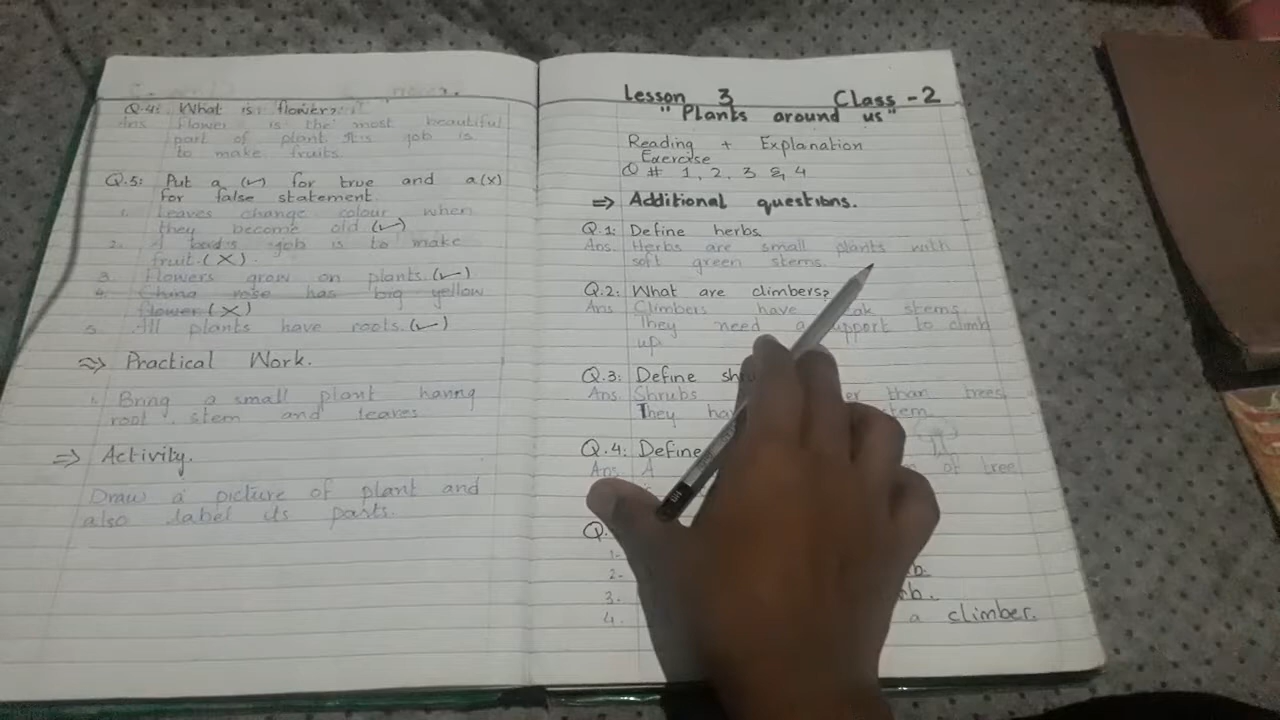 Q.4: What is flower?
Ans Flower is the most beautiful
part of plant. Its job is
to make fruits.
Q.5: Put a (✓) for true and a (x)
for false statement.
1. Leaves change colour when
they become old. (✓)
2. A job is to make
fruit. (X)
3. Flowers grow on plants. (✓)
4. China rose has big yellow
flower (X)
5. All plants have roots. (✓)
⇒ Practical Work.
1. Bring a small plant having
root, stem and leaves
⇒ Activity.
Draw a picture of plant and
also label its parts.
Lesson 3 Class - 2
"Plants around us"
Reading + Explanation
Exercise
Q # 1, 2, 3 & 4
⇒ Additional questions.
Q.1: Define herbs.
Ans. Herbs are small plants with
soft green stems.
Q.2: What are climbers?
Ans Climbers have stems.
They need a support to climb
up.
Q.3: Define
Ans. Shrubs than trees
They stem
Q.4: Define
Ans. A of tree
Q
1-
2-
3.
4. a climber.